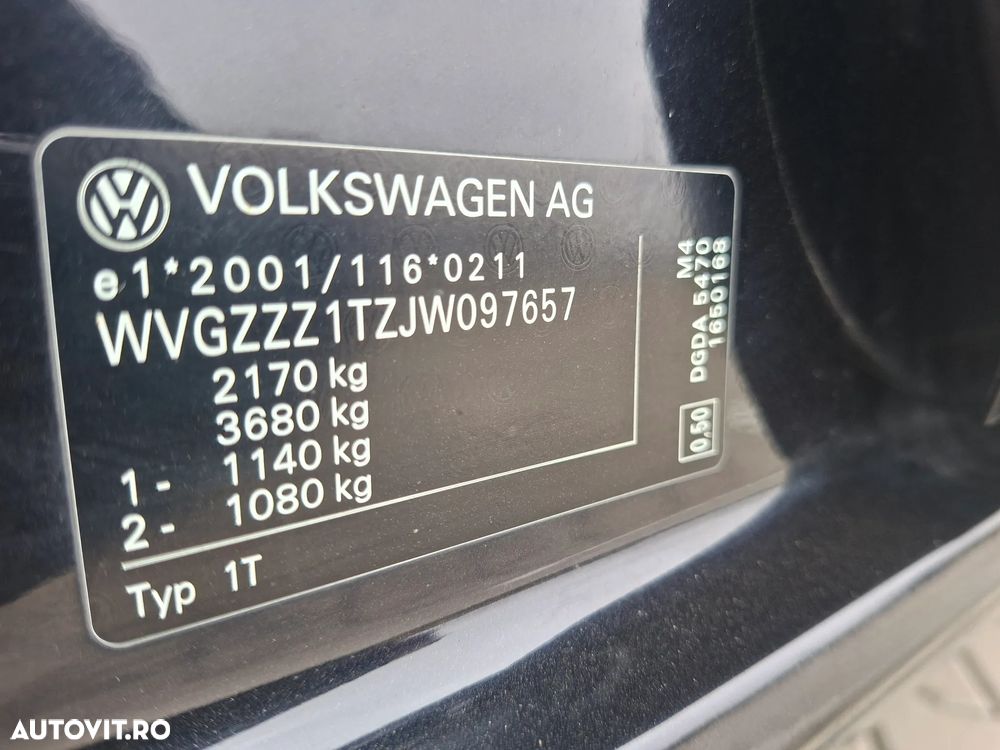 VOLKSWAGEN AG
e1*2001/116*0211
WVGZZZ1TZJW097657
2170 kg
3680 kg
1 - 1140 kg
2 - 1080 kg
Typ 1T
M4
DGDA 5470
1650168
0,50
AUTOVIT.RO